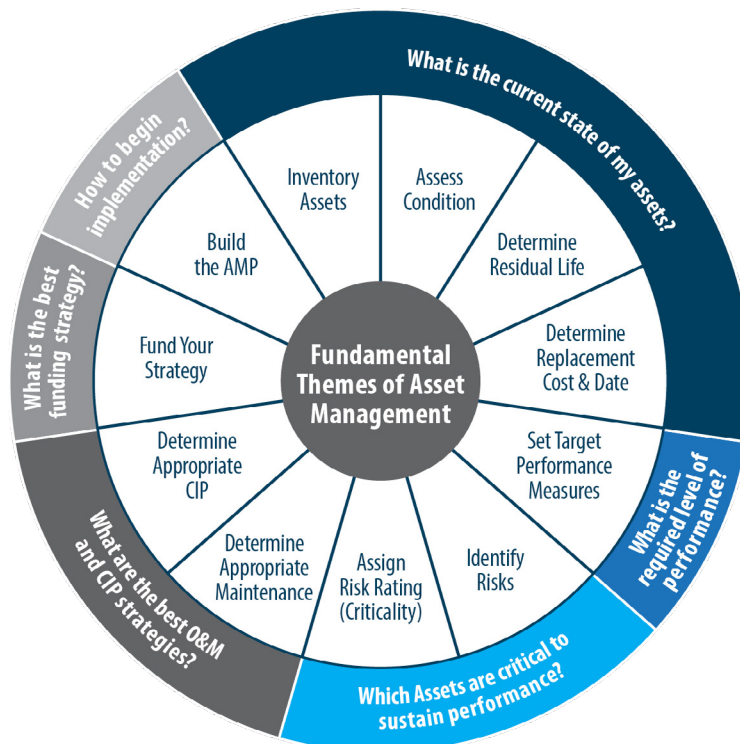 What is the current state of my assets?
What is the required level of
performance?
Which Assets are critical to
sustain performance?
What are the best O&M
and CIP strategies?
What is the best
funding strategy?
How to begin
implementation?
Inventory
Assets
Assess
Condition
Determine
Residual Life
Determine
Replacement
Cost & Date
Set Target
Performance
Measures
Identify
Risks
Assign
Risk Rating
(Criticality)
Determine
Appropriate
Maintenance
Determine
Appropriate
CIP
Fund Your
Strategy
Build
the AMP
Fundamental
Themes of Asset
Management